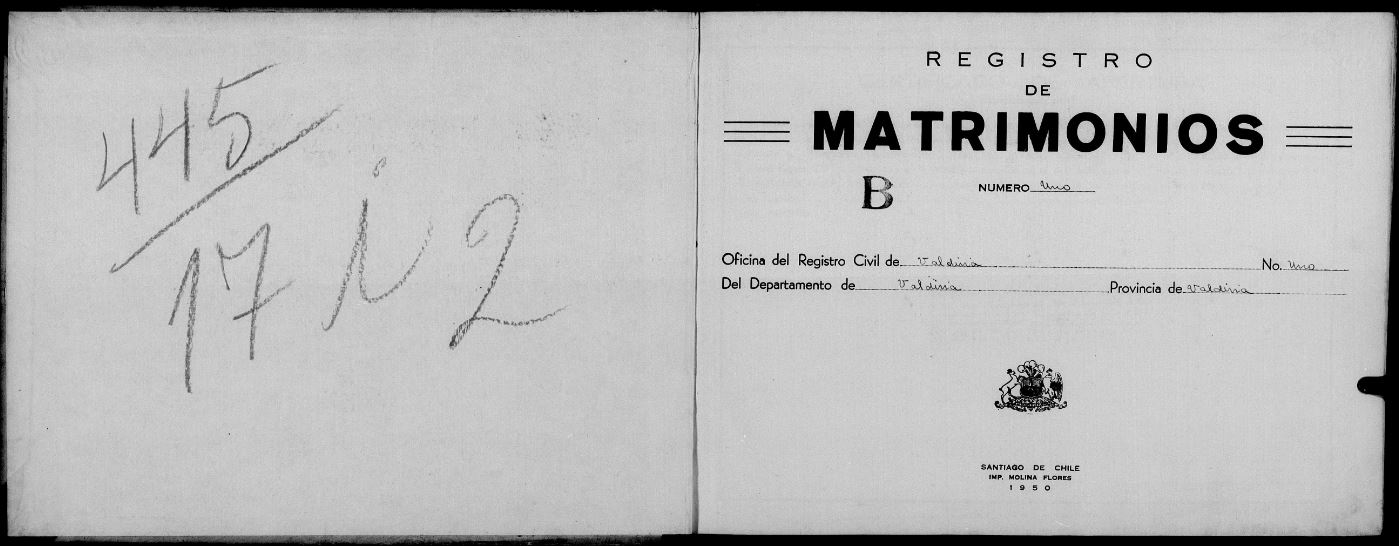 445
17 i 2
REGISTRO
DE
MATRIMONIOS
B
NUMERO Uno
Oficina del Registro Civil de Valdivia No. Uno
Del Departamento de Valdivia Provincia de Valdivia
SANTIAGO DE CHILE
IMP. MOLINA FLORES
1950